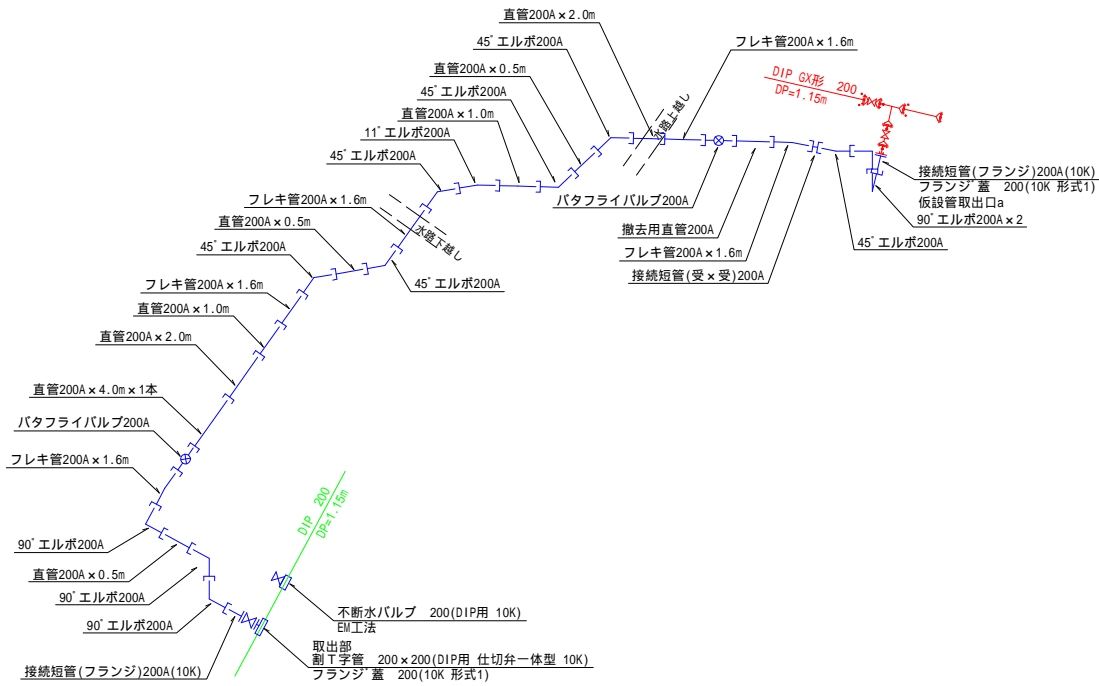 直管200A×2.0m
45ﾟエルボ200A
フレキ管200A×1.6m
直管200A×0.5m
45ﾟエルボ200A
直管200A×1.0m
11ﾟエルボ200A
45ﾟエルボ200A
水路上越し
DIP GX形 200
DP=1.15m
フレキ管200A×1.6m
直管200A×0.5m
45ﾟエルボ200A
水路下越し
45ﾟエルボ200A
バタフライバルブ200A
撤去用直管200A
フレキ管200A×1.6m
接続短管(受×受)200A
接続短管(フランジ)200A(10K)
フランジ蓋 200(10K 形式1)
仮設管取出口a
90ﾟエルボ200A×2
45ﾟエルボ200A
フレキ管200A×1.6m
直管200A×1.0m
直管200A×2.0m
直管200A×4.0m×1本
バタフライバルブ200A
フレキ管200A×1.6m
90ﾟエルボ200A
直管200A×0.5m
90ﾟエルボ200A
90ﾟエルボ200A
接続短管(フランジ)200A(10K)
DIP 200
DP=1.15m
不断水バルブ 200(DIP用 10K)
EM工法
取出部
割T字管 200×200(DIP用 仕切弁一体型 10K)
フランジ蓋 200(10K 形式1)